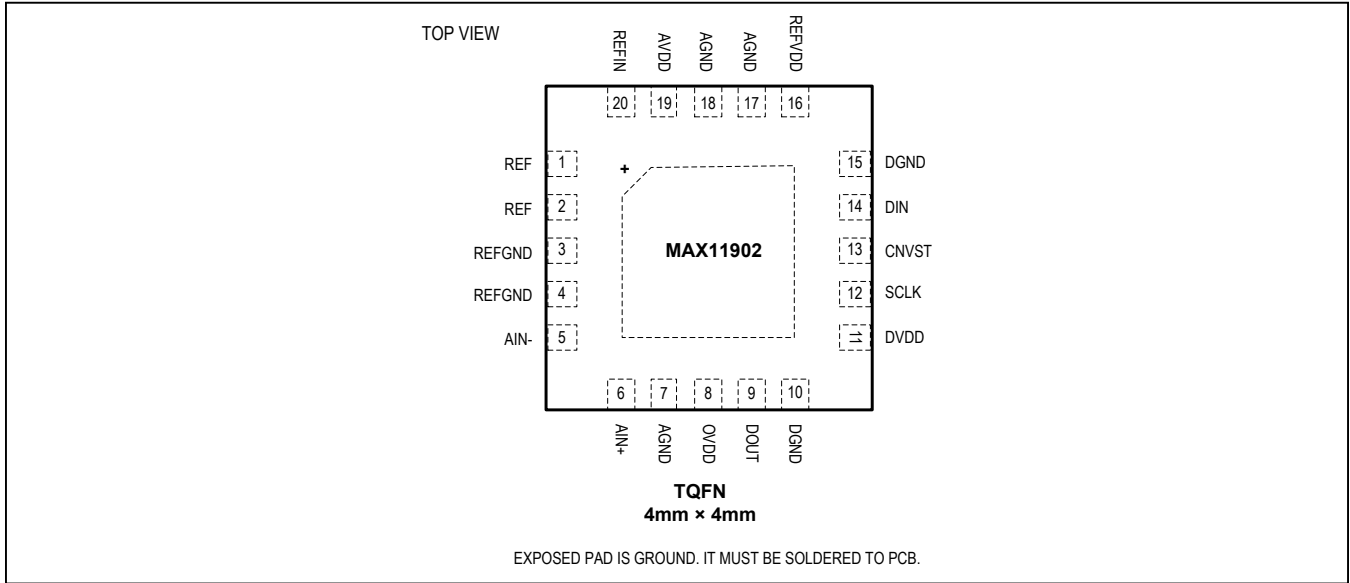 TOP VIEW
REFIN
AVDD
AGND
AGND
REFVDD
20 19 18 17 16
REF 1
REF 2
REFGND 3
REFGND 4
AIN- 5
+
MAX11902
15 DGND
14 DIN
13 CNVST
12 SCLK
11 DVDD
6 7 8 9 10
AIN+
AGND
OVDD
DOUT
DGND
TQFN
4mm × 4mm
EXPOSED PAD IS GROUND. IT MUST BE SOLDERED TO PCB.